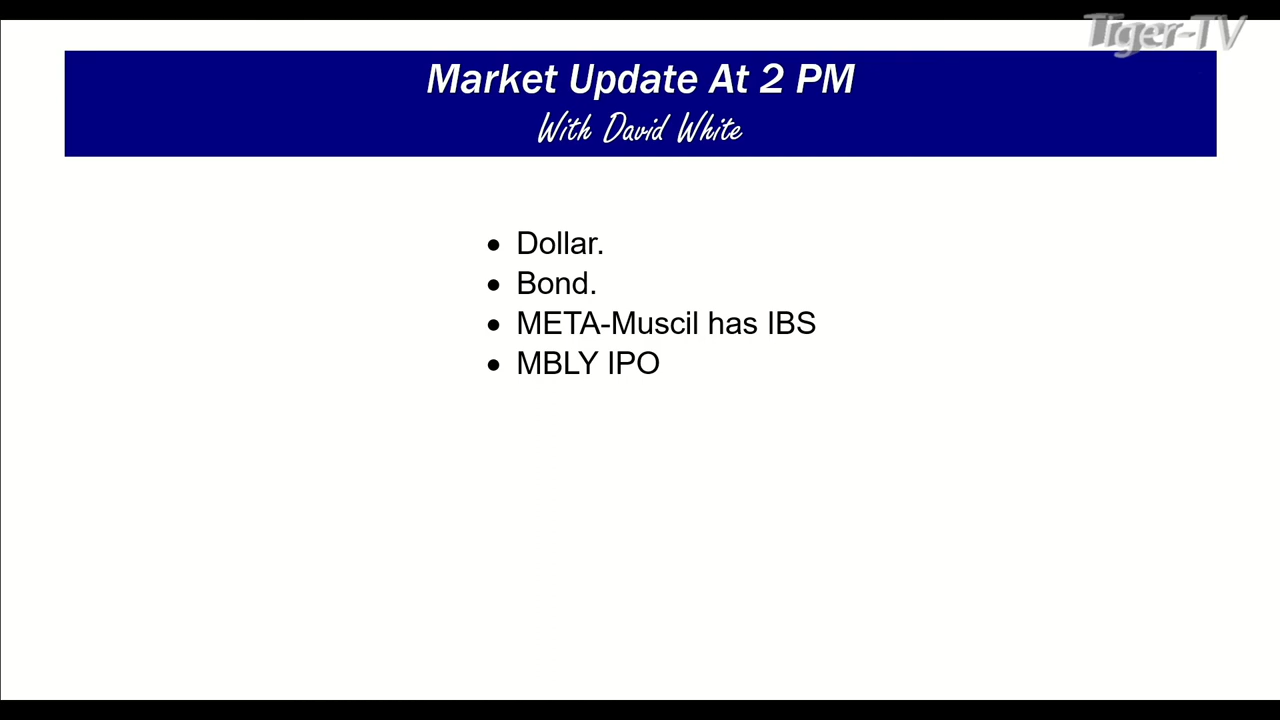 Tiger-TV
Market Update At 2 PM
With David White
• Dollar.
• Bond.
• META-Muscil has IBS
• MBLY IPO